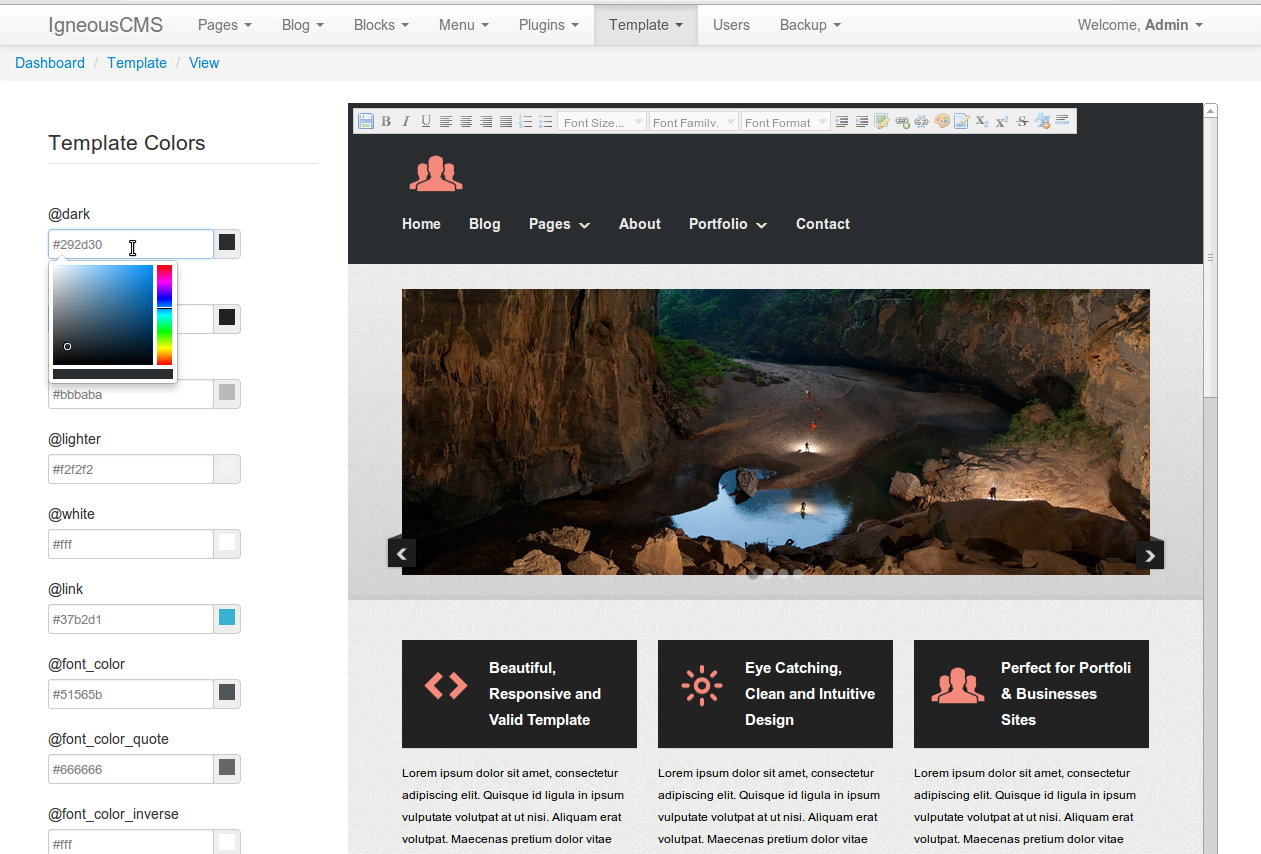 IgneousCMS
Pages
Blog
Blocks
Menu
Plugins
Template
Users
Backup
Welcome, Admin
Dashboard / Template / View
Template Colors
@dark
#292d30
#bbbaba
@lighter
#f2f2f2
@white
#fff
@link
#37b2d1
@font_color
#51565b
@font_color_quote
#666666
@font_color_inverse
#fff
B I U
Font Size...
Font Family.
Font Format
Home
Blog
Pages
About
Portfolio
Contact
Beautiful,
Responsive and
Valid Template
Eye Catching,
Clean and Intuitive
Design
Perfect for Portfoli
& Businesses
Sites
Lorem ipsum dolor sit amet, consectetur
adipiscing elit. Quisque id ligula in ipsum
vulputate volutpat at ut nisi. Aliquam erat
volutpat. Maecenas pretium dolor vitae
Lorem ipsum dolor sit amet, consectetur
adipiscing elit. Quisque id ligula in ipsum
vulputate volutpat at ut nisi. Aliquam erat
volutpat. Maecenas pretium dolor vitae
Lorem ipsum dolor sit amet, consectetur
adipiscing elit. Quisque id ligula in ipsum
vulputate volutpat at ut nisi. Aliquam erat
volutpat. Maecenas pretium dolor vitae